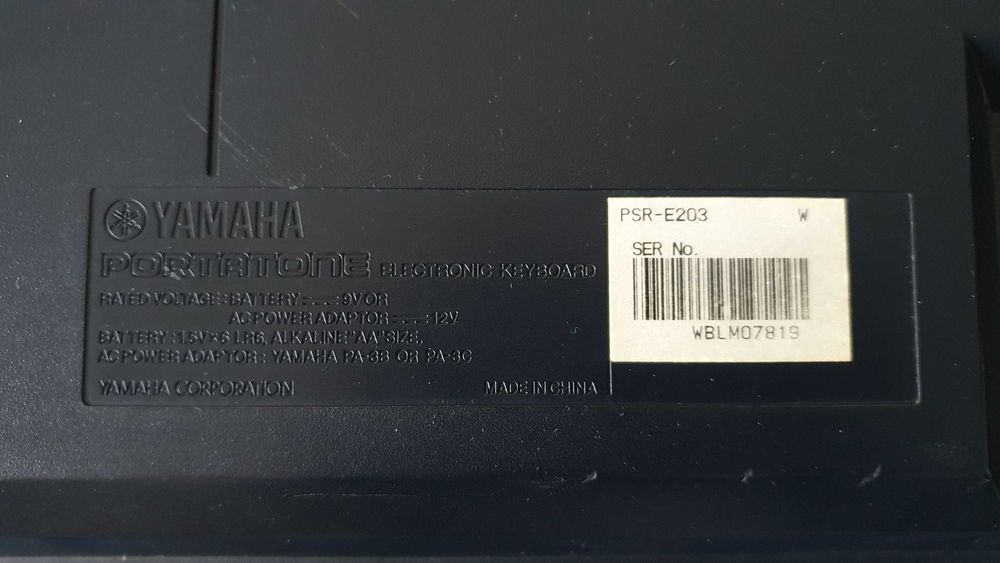 YAMAHA
PORTATONE ELECTRONIC KEYBOARD
RATED VOLTAGES: BATTERY : 9V OR
AC POWER ADAPTOR : 12V
BATTERY : 1.5V×6 LR6, ALKALINE "AA" SIZE,
AC POWER ADAPTOR : YAMAHA PA-3B OR PA-3C
YAMAHA CORPORATION MADE IN CHINA
PSR-E203 W
SER No.
WBLM07819